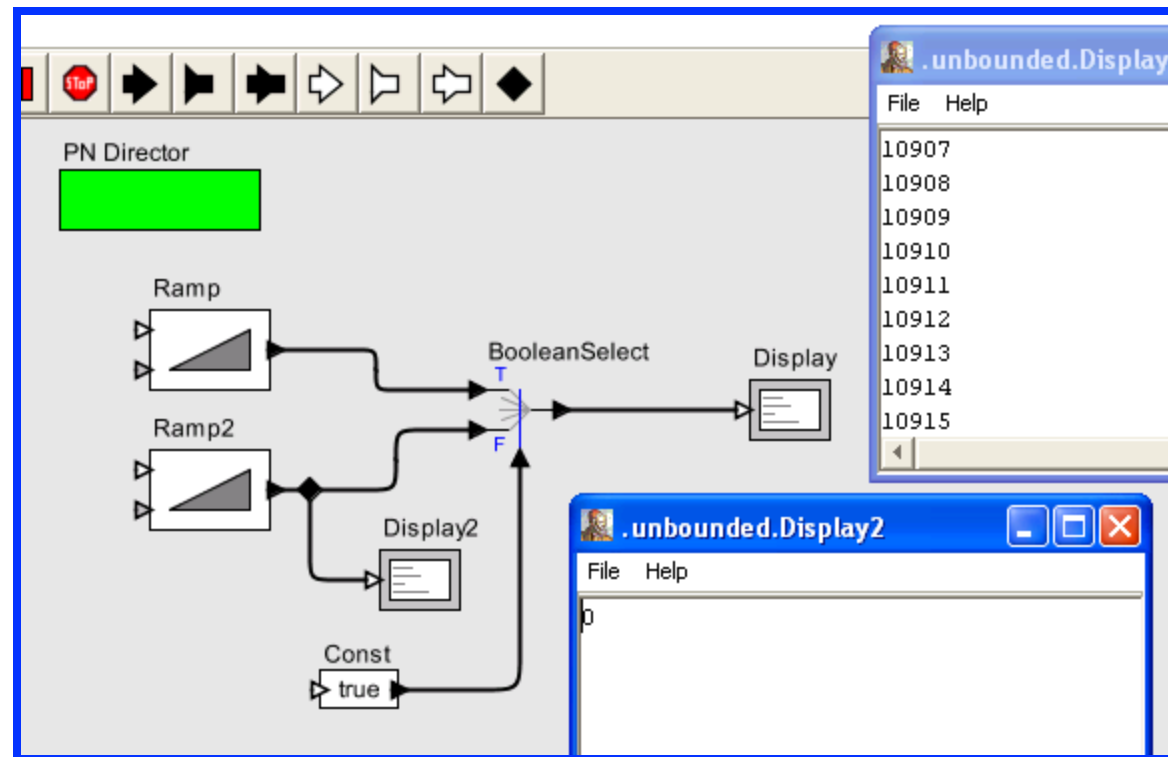 STOP
.unbounded.Display
File Help
10907
10908
10909
10910
10911
10912
10913
10914
10915
PN Director
Ramp
BooleanSelect
T
F
Display
Ramp2
Display2
Const
true
.unbounded.Display2
File Help
0